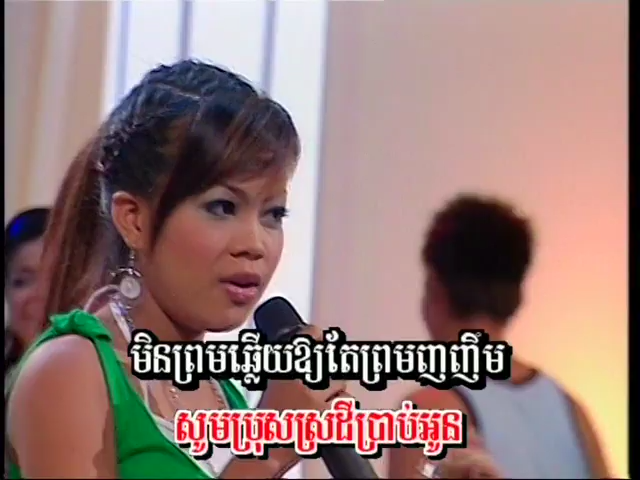 មិនព្រមឆ្លើយឱ្យតែព្រមញញឹម
សូមប្រុសស្រដីប្រាប់អូន